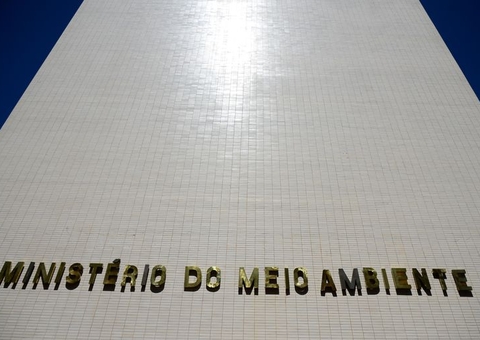 MINISTÉRIO DO MEIO AMBIENTE